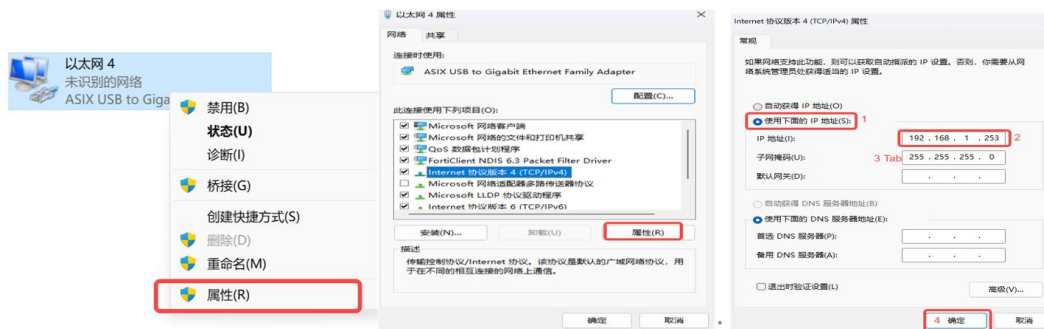 以太网 4
未识别的网络
ASIX USB to Giga
禁用(B)
状态(U)
诊断(I)
桥接(G)
创建快捷方式(S)
删除(D)
重命名(M)
属性(R)
以太网 4 属性
网络 共享
连接时使用:
ASIX USB to Gigabit Ethernet Family Adapter
配置(C)...
此连接使用下列项目(O):
Microsoft 网络客户端
Microsoft 网络的文件和打印机共享
QoS 数据包计划程序
FortiClient NDIS 6.3 Packet Filter Driver
Internet 协议版本 4 (TCP/IPv4)
Microsoft 网络适配器多路传送器协议
Microsoft LLDP 协议驱动程序
Internet 协议版本 6 (TCP/IPv6)
安装(N)... 卸载(U) 属性(R)
描述
传输控制协议/Internet 协议。该协议是默认的广域网络协议，用
于在不同的相互连接的网络上通信。
确定 取消
。
Internet 协议版本 4 (TCP/IPv4) 属性
常规
如果网络支持此功能，则可以获取自动指派的 IP 设置。否则，你需要从网
络系统管理员处获得适当的 IP 设置。
自动获得 IP 地址(O)
使用下面的 IP 地址(S): 1
IP 地址(I): 192 . 168 . 1 . 253 2
子网掩码(U): 3 Tab 255 . 255 . 255 . 0
默认网关(D): . . .
自动获得 DNS 服务器地址(B)
使用下面的 DNS 服务器地址(E):
首选 DNS 服务器(P): . . .
备用 DNS 服务器(A): . . .
退出时验证设置(L)
高级(V)...
4 确定 取消